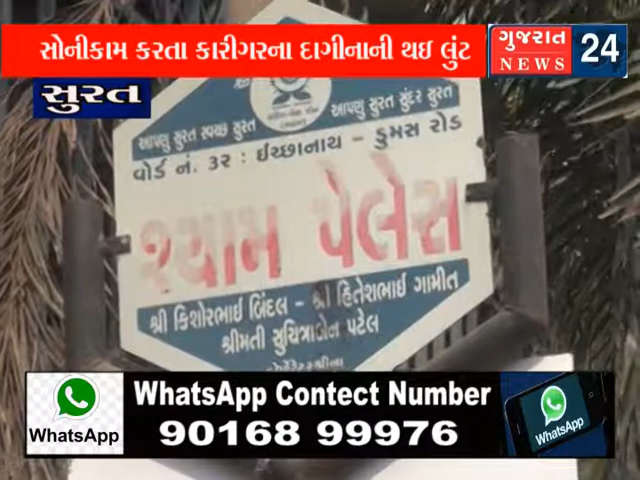 સોનીકામ કરતા કારીગરના દાગીનાની થઇ લુંટ
ગુજરાત
NEWS
24
સુરત
આપણુ સુરત સ્વચ્છ સુરત
આપણુ સુરત સુંદર સુરત
વોર્ડ નં. ૩૨ : ઈચ્છાનાથ – ડુમસ રોડ
શ્યામ પેલેસ
શ્રી કિશોરભાઈ બિંદલ – શ્રી હિતેશભાઈ ગામીત
શ્રીમતી સુચિત્રાબેન પટેલ
WhatsApp Contect Number
90168 99976
WhatsApp
WhatsApp